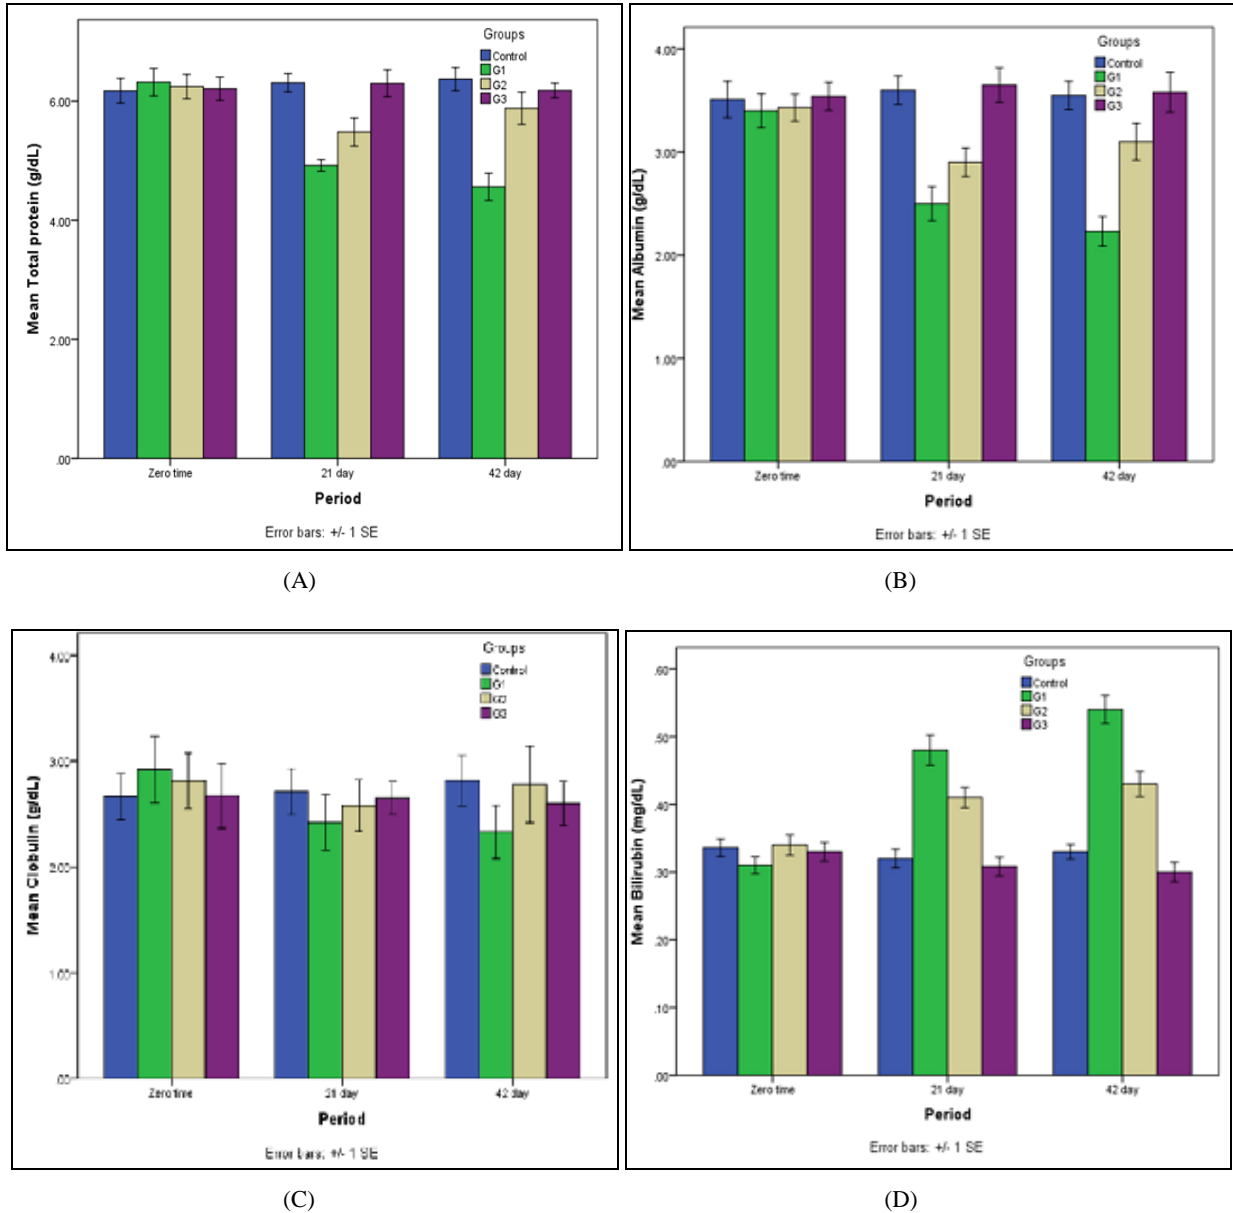 Groups
Control
G1
G2
G3
6.00
4.00
2.00
.00
Mean Total protein (g/dL)
Zero time 21 day 42 day
Period
Error bars: +/- 1 SE
(A)
Groups
Control
G1
G2
G3
4.00
3.00
2.00
1.00
.00
Mean Albumin (g/dL)
Zero time 21 day 42 day
Period
Error bars: +/- 1 SE
(B)
Groups
Control
G1
G2
G3
4.00
3.00
2.00
1.00
.00
Mean Clobulin [g/dL)
Zero time 21 day 42 day
Period
Error bars: +/- 1 SE
(C)
Groups
Control
G1
G2
G3
.60
.50
.40
.30
.20
.10
.00
Mean Bilirubin (mg/dL)
Zero time 21 day 42 day
Period
Error bars: +/- 1 SE
(D)